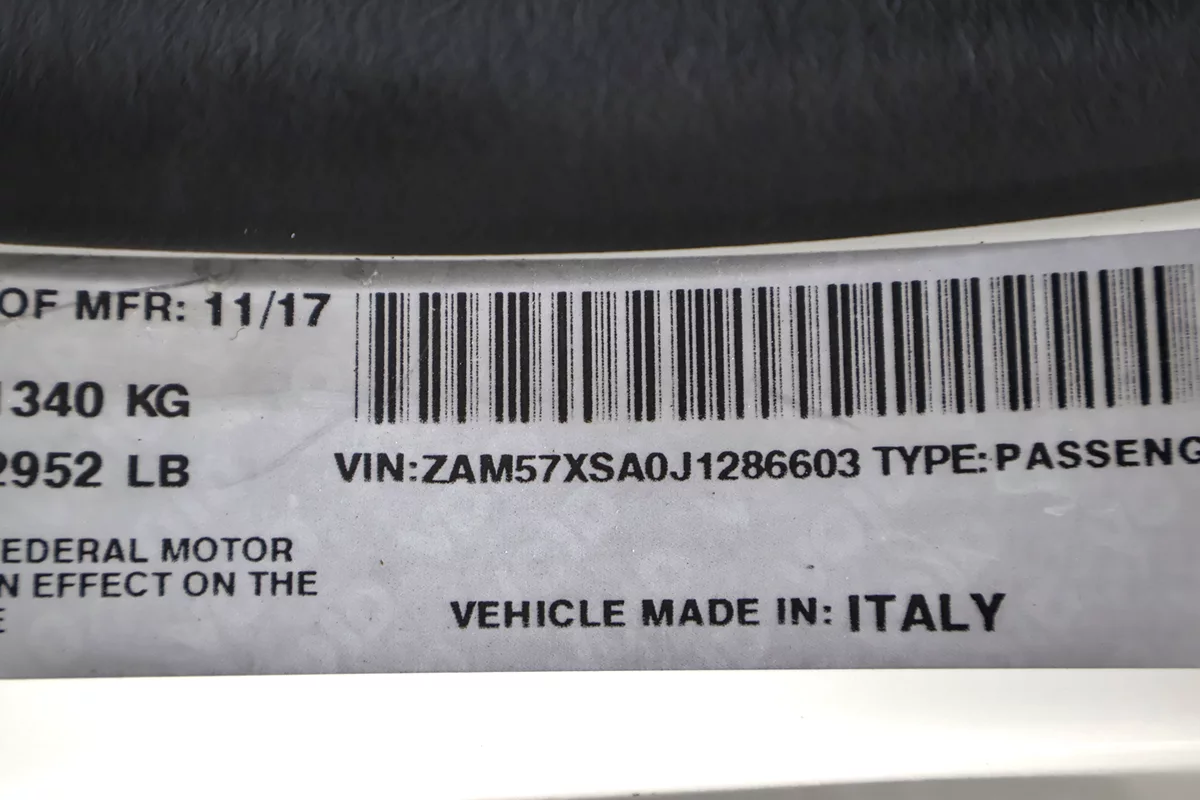 OF MFR: 11/17
340 KG
2952 LB
VIN:ZAM57XSA0J1286603 TYPE:PASSENG
EDERAL MOTOR
N EFFECT ON THE
E
VEHICLE MADE IN: ITALY